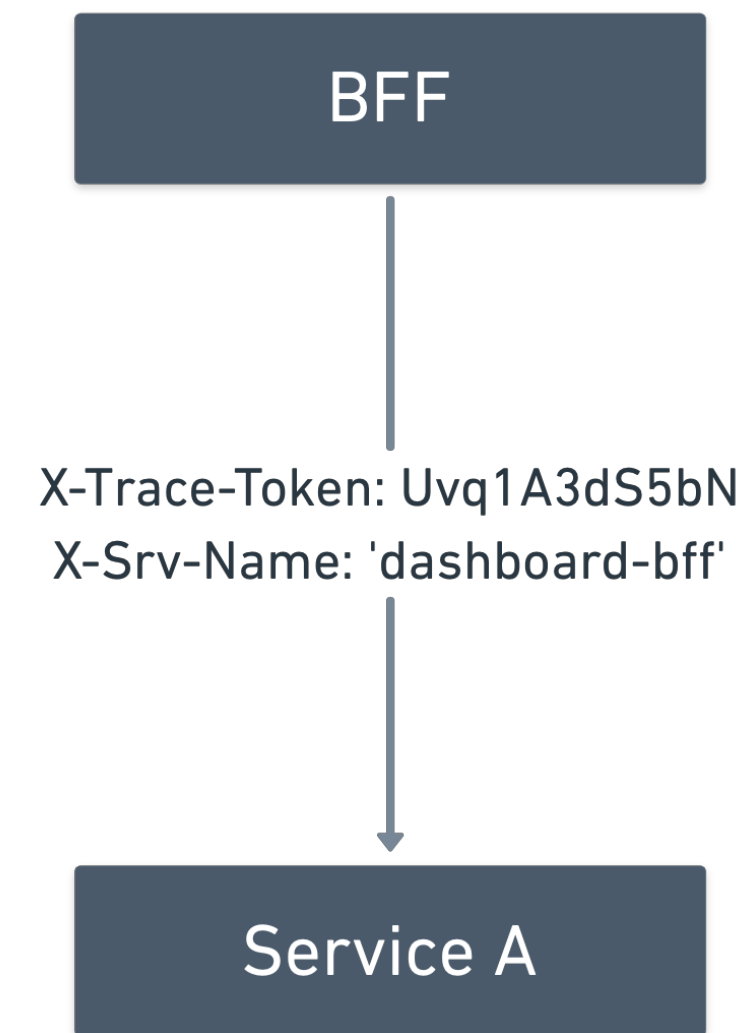 BFF
X-Trace-Token: Uvq1A3dS5bN
X-Srv-Name: 'dashboard-bff'
Service A